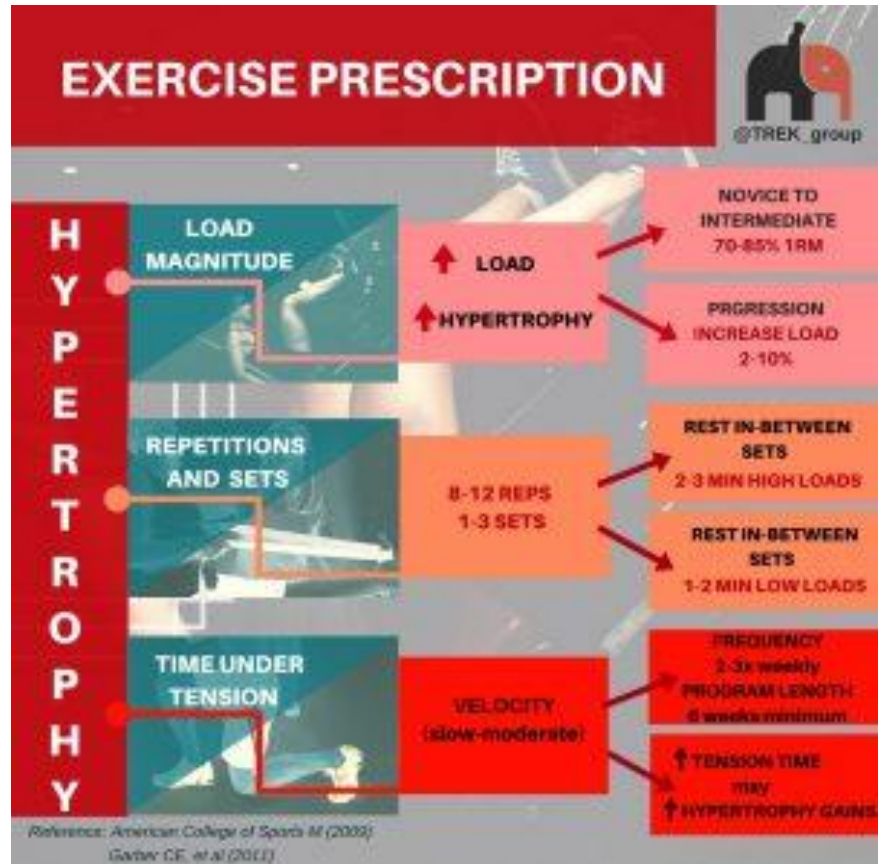 EXERCISE PRESCRIPTION
@TREK_group
HYPERTROPHY
LOAD
MAGNITUDE
LOAD
HYPERTROPHY
NOVICE TO
INTERMEDIATE
70-85% 1RM
PRGRESSION
INCREASE LOAD
2-10%
REPETITIONS
AND SETS
8-12 REPS
1-3 SETS
REST IN-BETWEEN
SETS
2-3 MIN HIGH LOADS
REST IN-BETWEEN
SETS
1-2 MIN LOW LOADS
TIME UNDER
TENSION
VELOCITY
(slow-moderate)
FREQUENCY
2-3x weekly
PROGRAM LENGTH
6 weeks minimum
TENSION TIME
may
HYPERTROPHY GAINS
Reference: American College of Sports M (2009)
Garber CE, et al (2011)